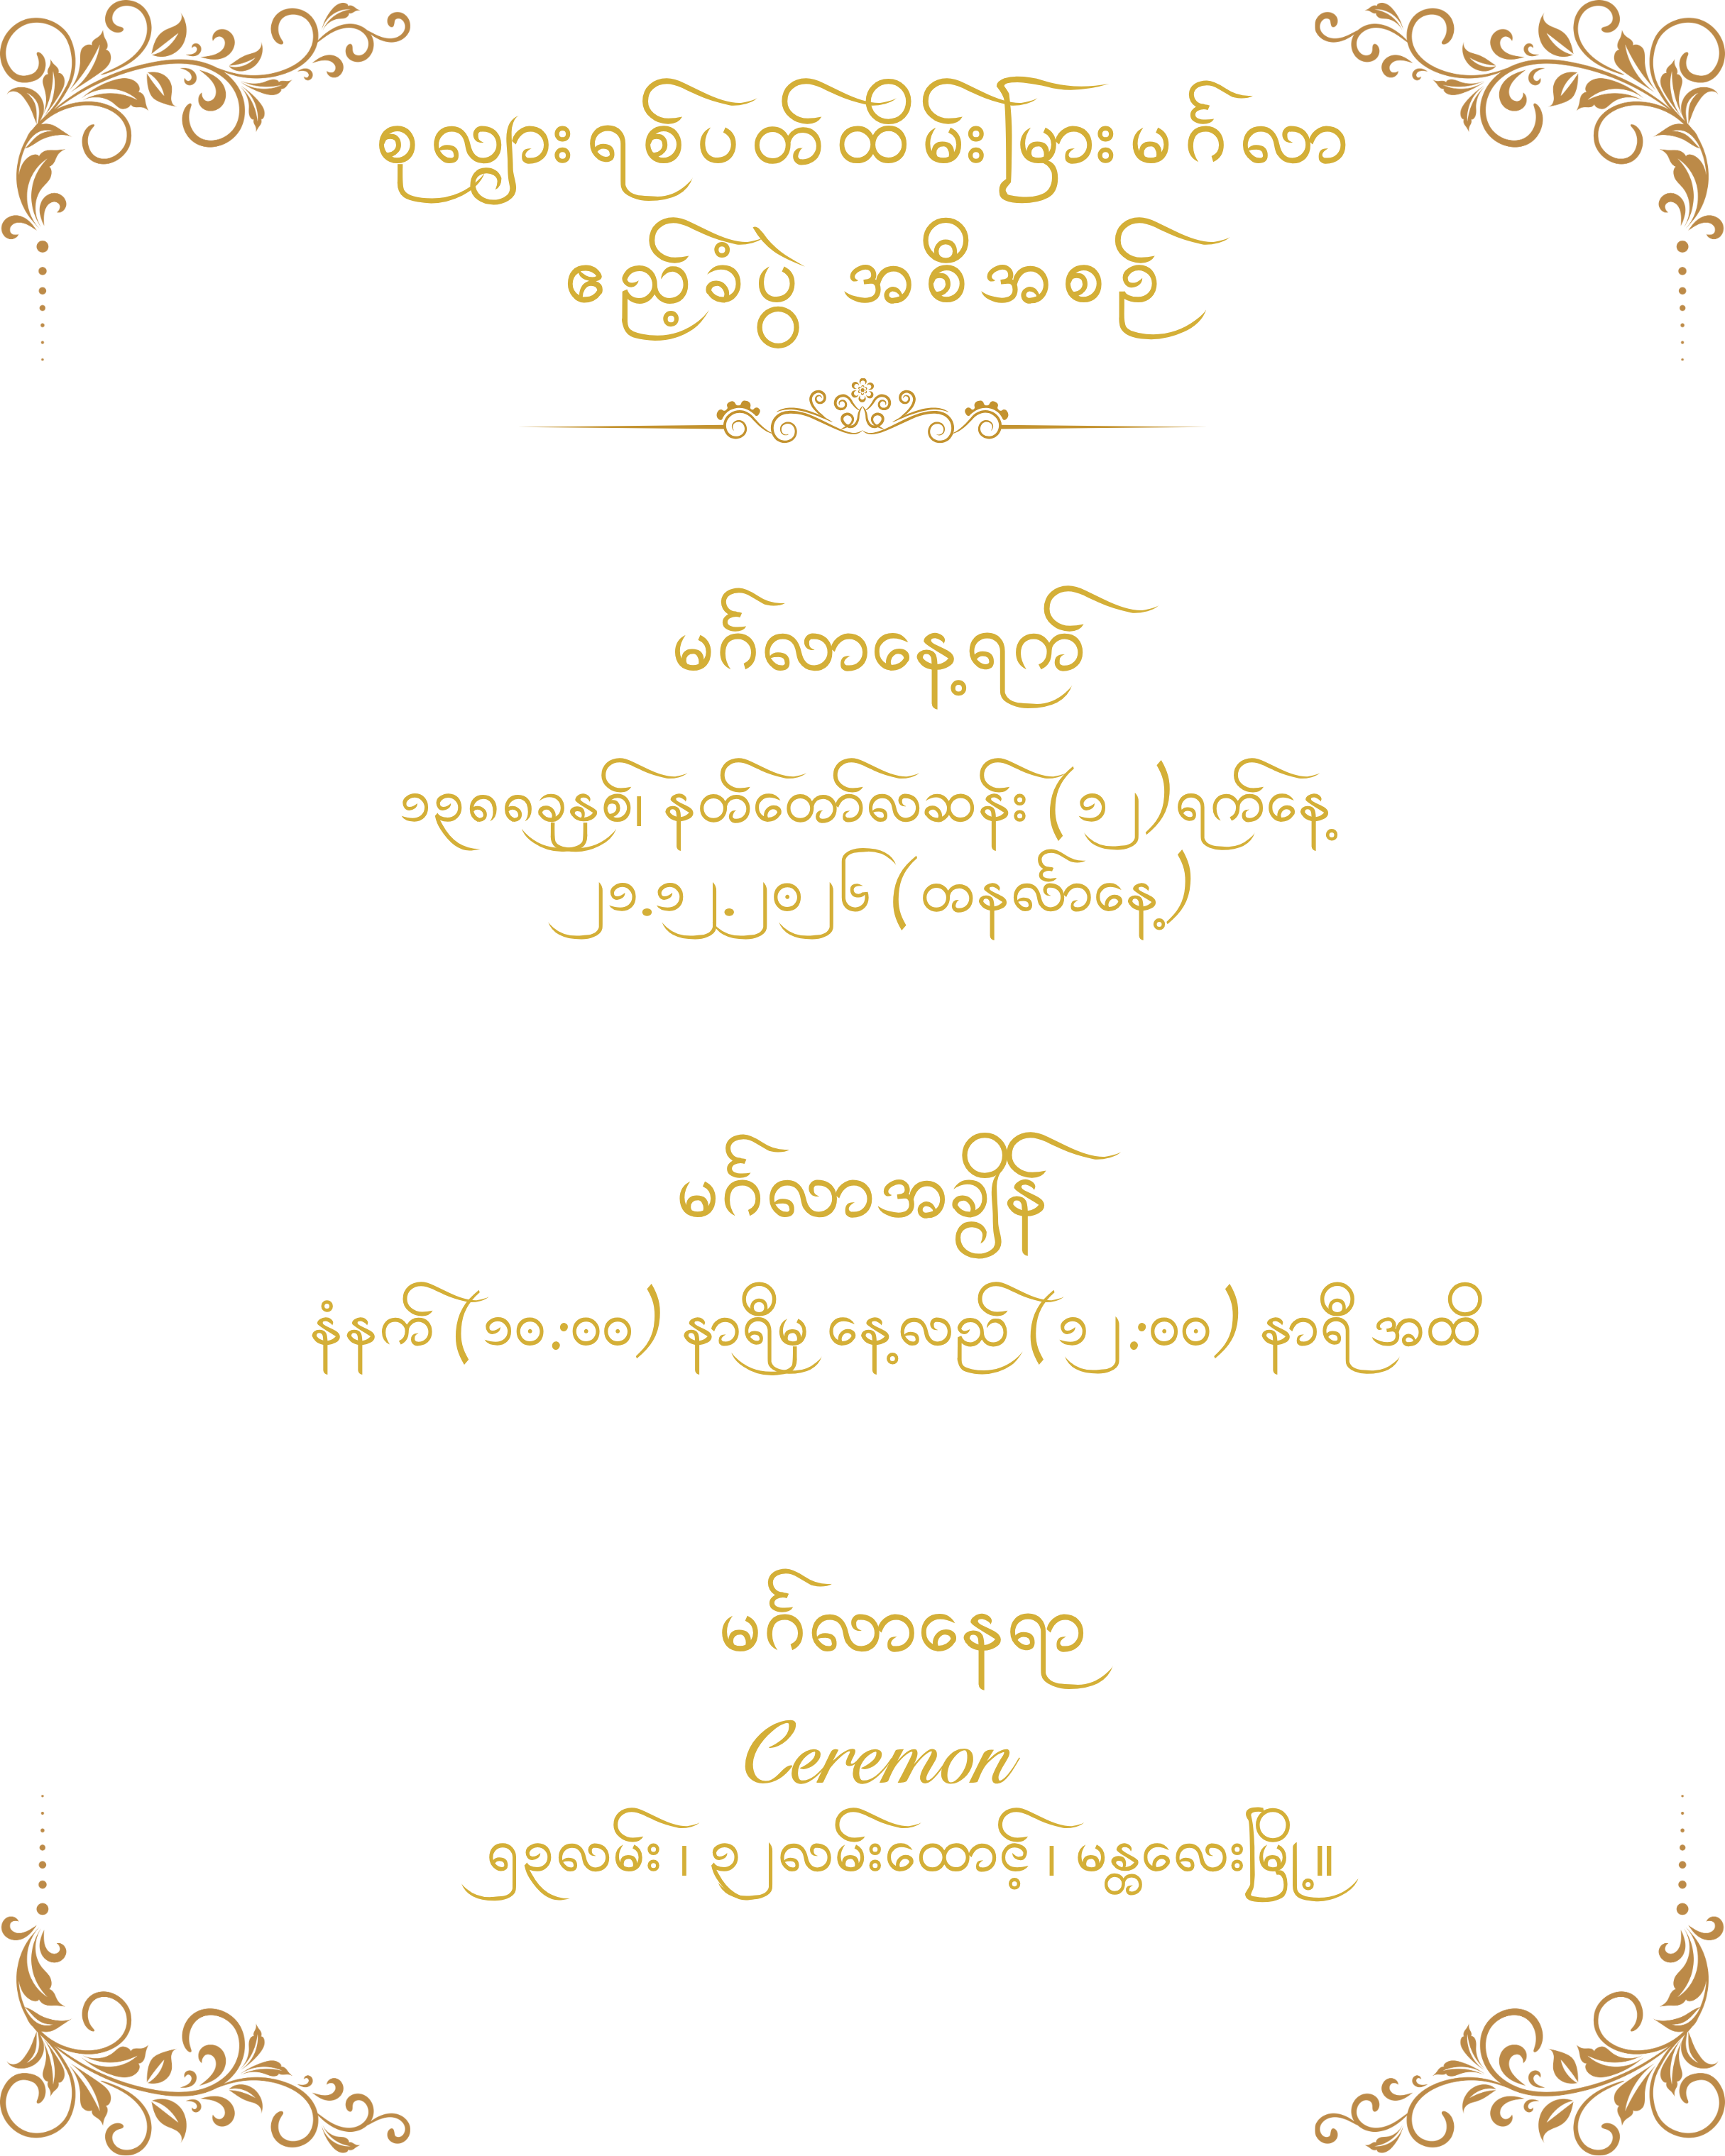 စုလျားရစ်ပတ်ထိမ်းမြားမင်္ဂလာ
ဧည့်ခံပွဲ အစီအစဉ်
မင်္ဂလာနေ့ရက်
၁၃၈၈ခုနှစ်၊ နတ်တော်လဆန်း(၁၂)ရက်နေ့
၂၁.၁၂.၂၀၂၆(တနင်္လာနေ့)
မင်္ဂလာအချိန်
နံနက်(၁၀:၀၀) နာရီမှ နေ့လည်(၁၂:၀၀) နာရီအထိ
မင်္ဂလာနေရာ
Ceremon
၅၃လမ်း၊ ၃၂လမ်းထောင့်၊ မန္တလေးမြို့။